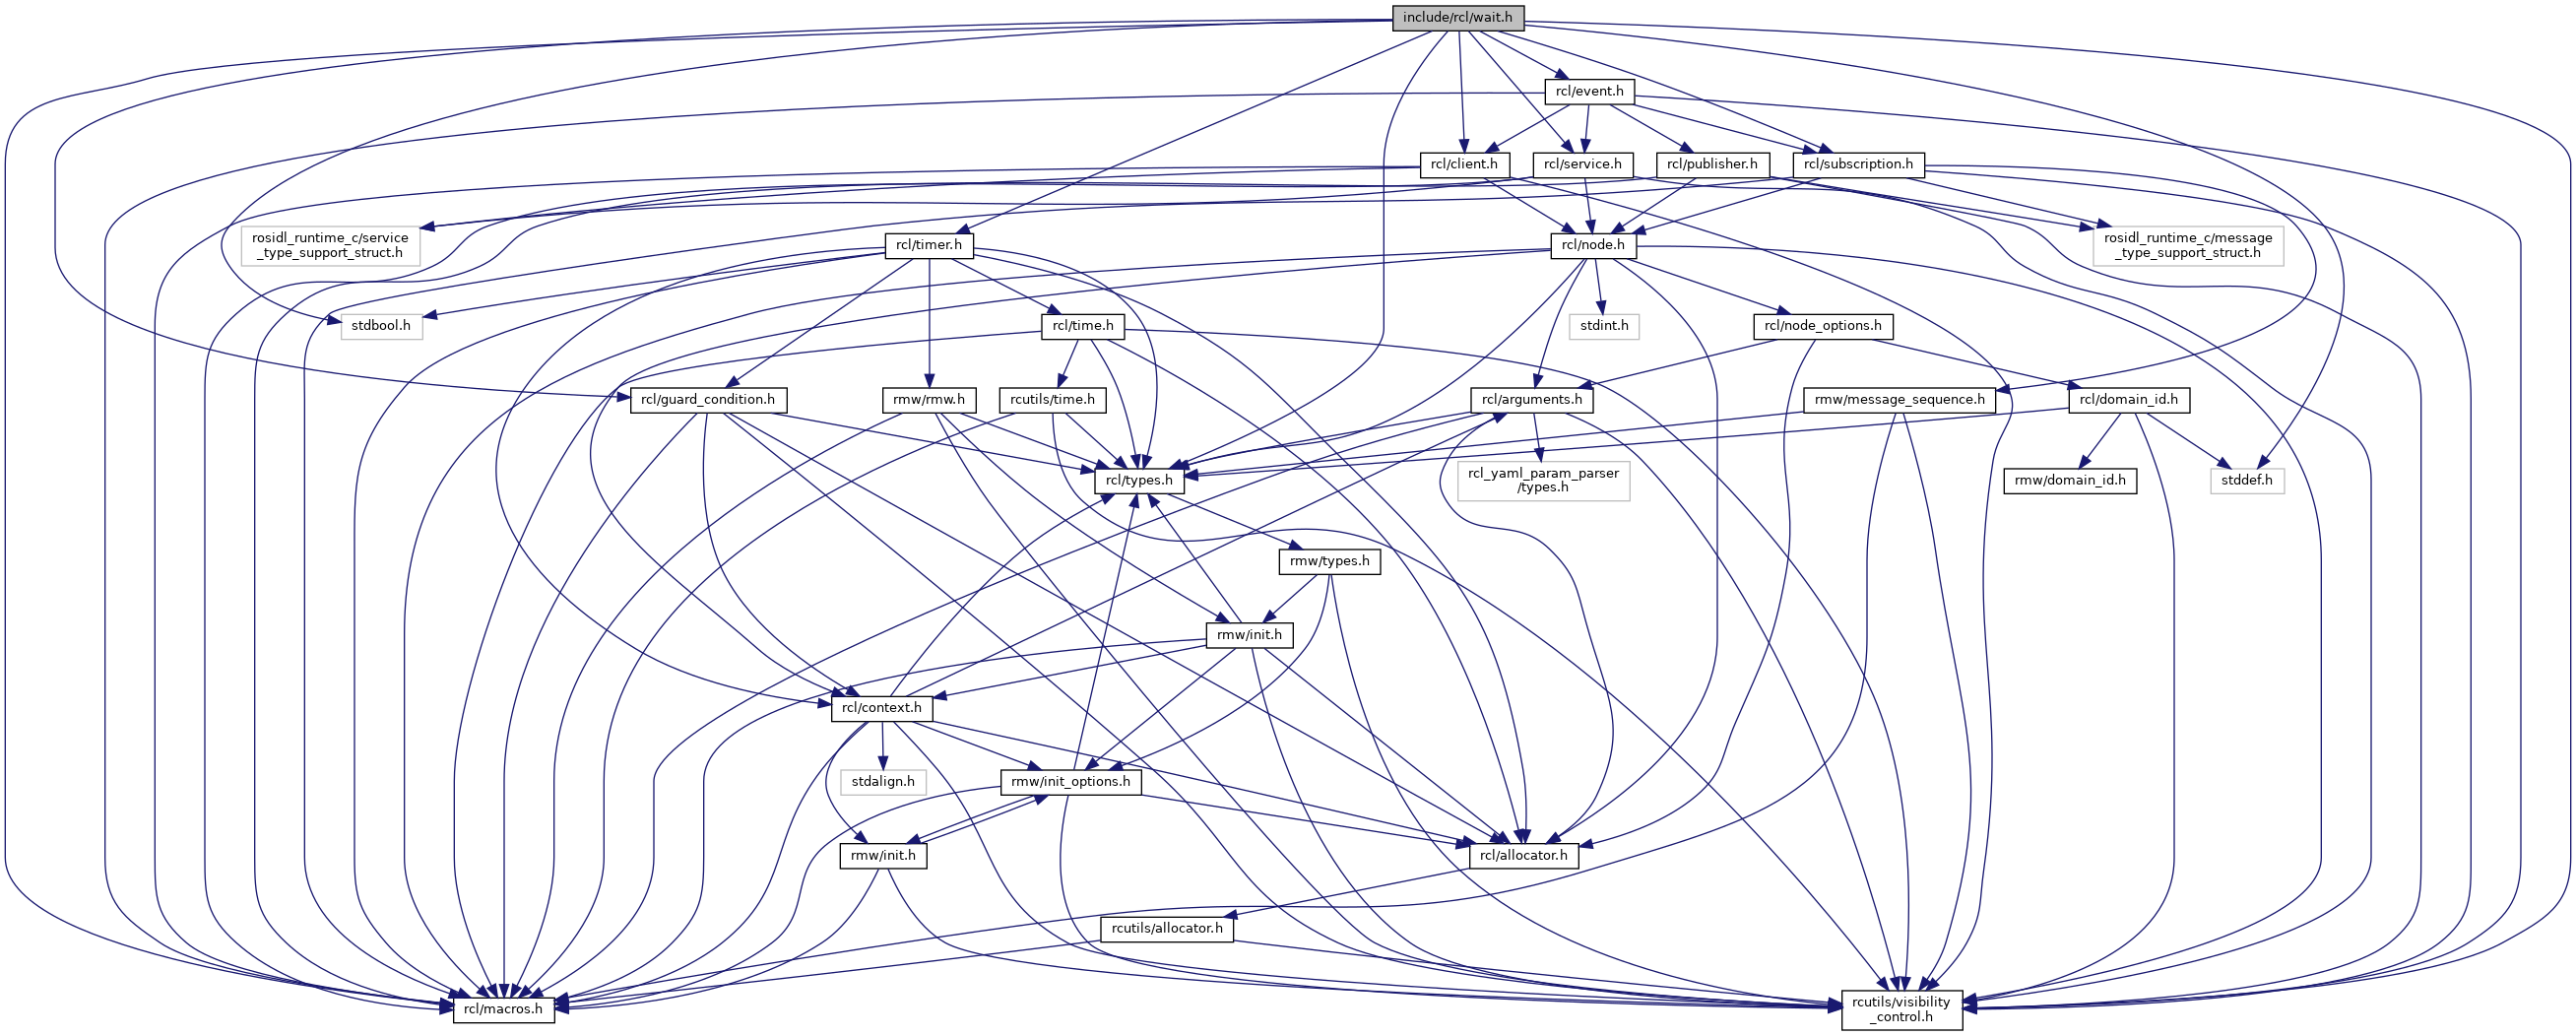 include/rcl/wait.h
rcl/event.h
rcl/client.h
rcl/service.h
rcl/publisher.h
rcl/subscription.h
rosidl_runtime_c/service
_type_support_struct.h
rcl/timer.h
rcl/node.h
rosidl_runtime_c/message
_type_support_struct.h
stdbool.h
rcl/time.h
stdint.h
rcl/node_options.h
rcl/guard_condition.h
rmw/rmw.h
rcutils/time.h
rcl/arguments.h
rmw/message_sequence.h
rcl/domain_id.h
rcl/types.h
rcl_yaml_param_parser
/types.h
rmw/domain_id.h
stddef.h
rmw/types.h
rmw/init.h
rcl/context.h
stdalign.h
rmw/init_options.h
rmw/init.h
rcl/allocator.h
rcutils/allocator.h
rcl/macros.h
rcutils/visibility
_control.h